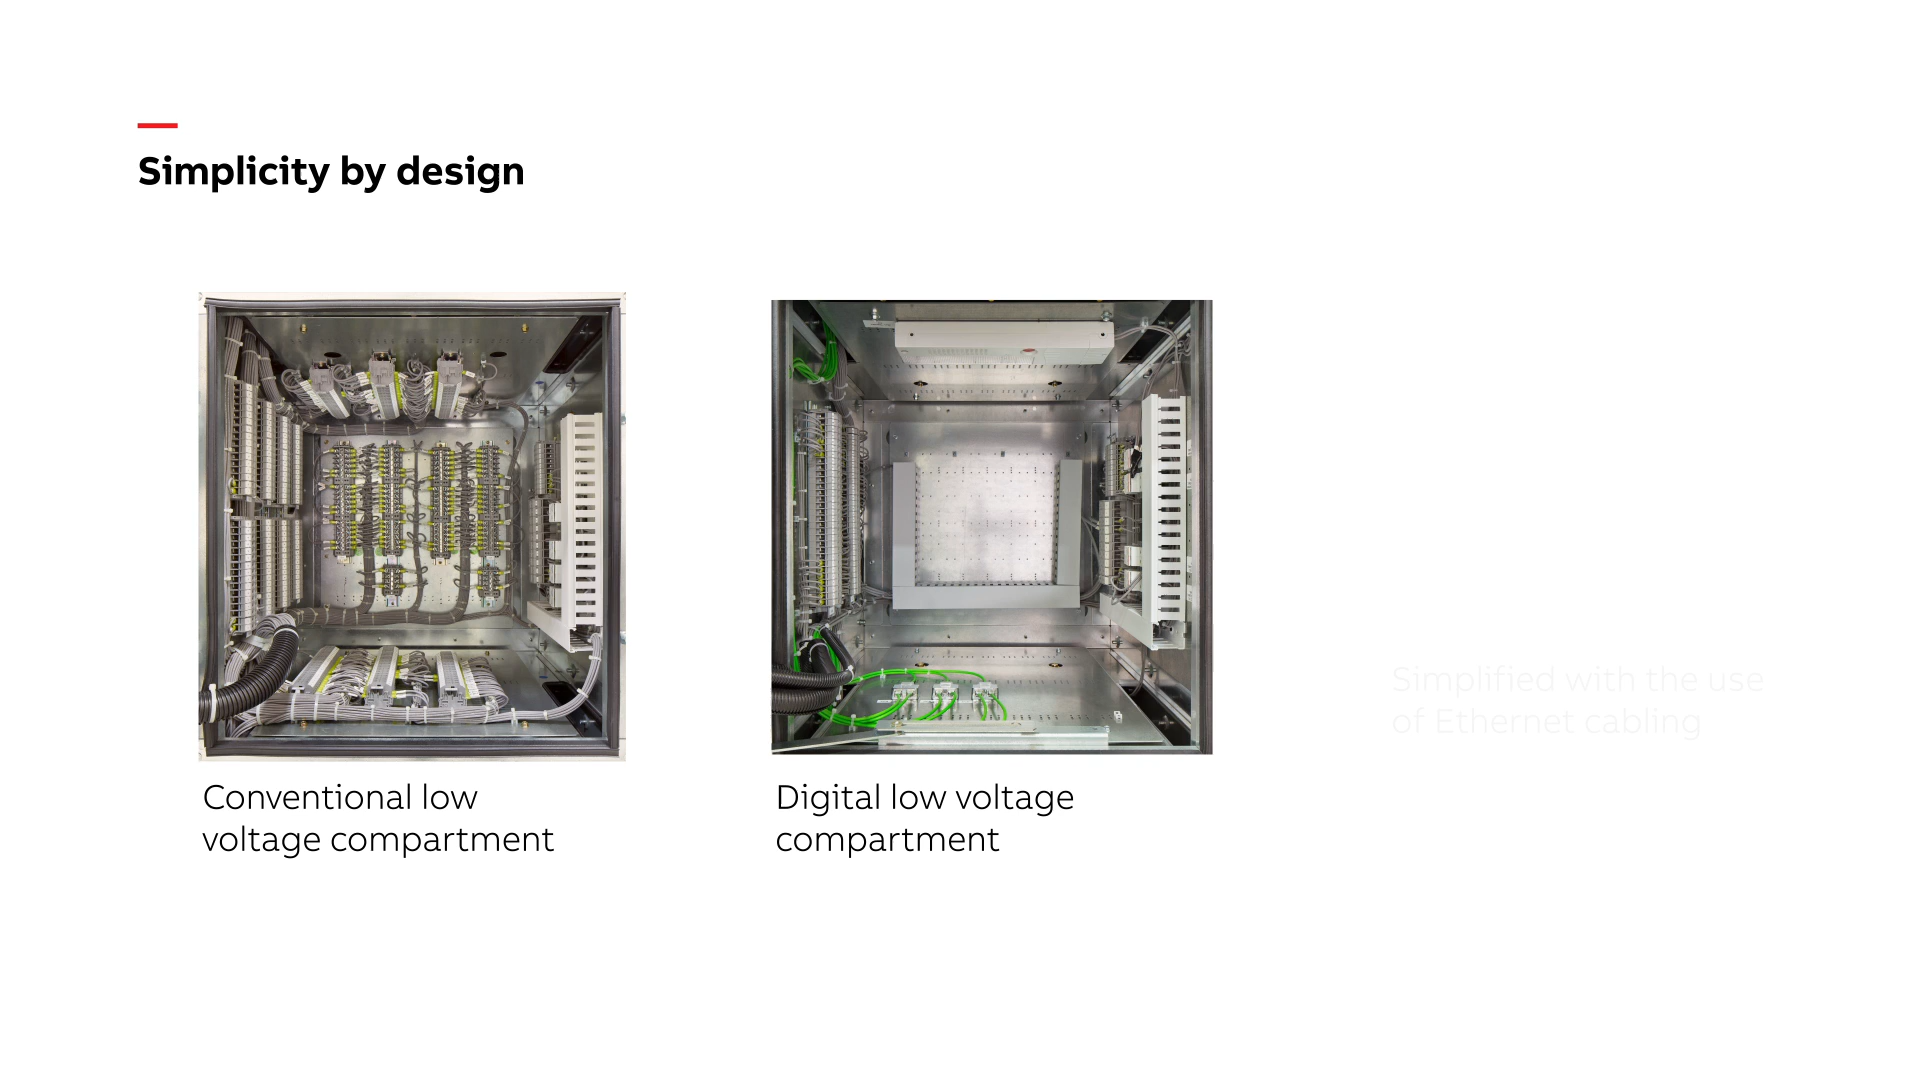 Simplicity by design
Conventional low
voltage compartment
Digital low voltage
compartment
Simplified with the use
of Ethernet cabling